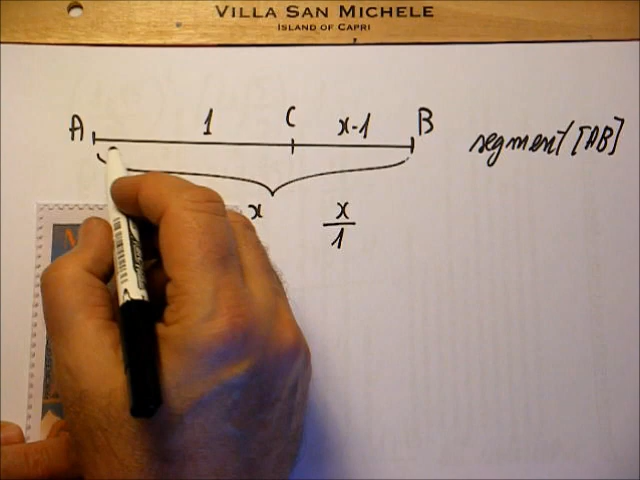 VILLA SAN MICHELE
ISLAND OF CAPRI
A 1 C x-1 B segment [AB]
x x
1